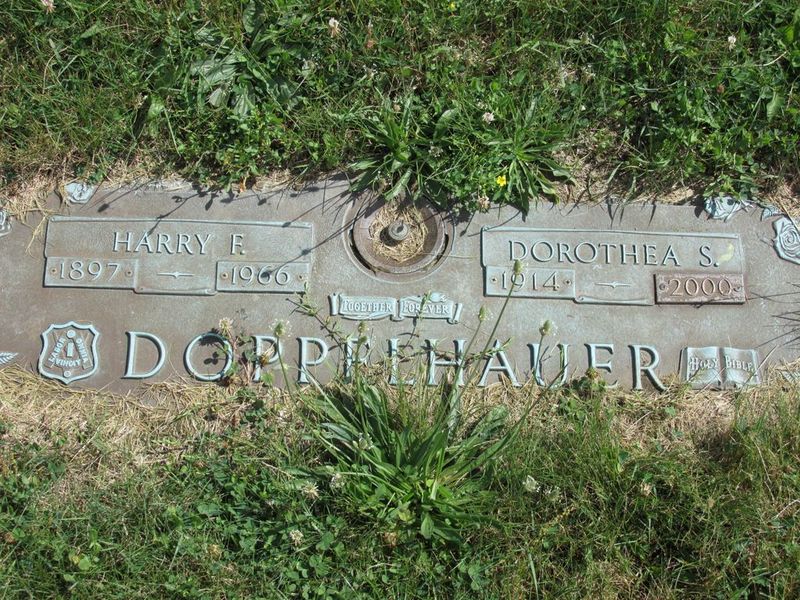 HARRY F.
1897 1966
DOROTHEA S.
1914 2000
TOGETHER FOREVER
DOPPELHAUER
HOLY BIBLE